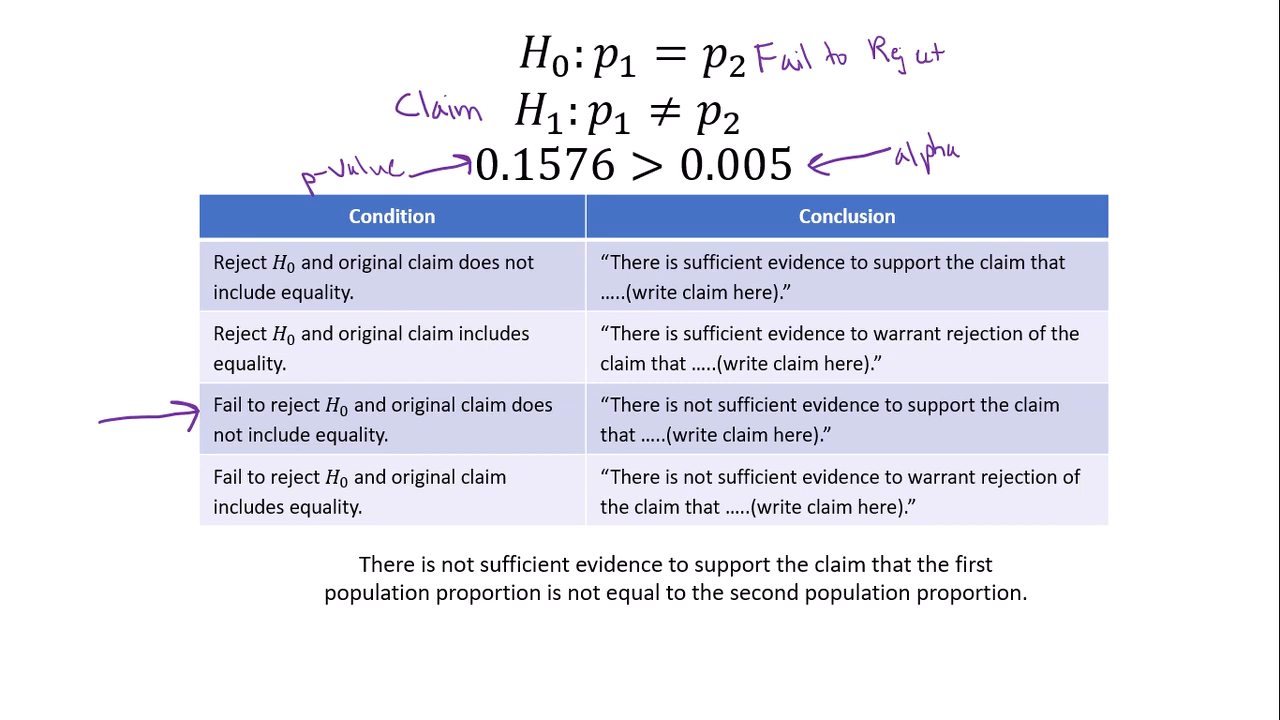 H₀: p₁ = p₂ Fail to Reject
Claim H₁: p₁ ≠ p₂
p-value 0.1576 > 0.005 alpha
Condition Conclusion
Reject H₀ and original claim does not
include equality.
“There is sufficient evidence to support the claim that
.....(write claim here).”
Reject H₀ and original claim includes
equality.
“There is sufficient evidence to warrant rejection of the
claim that .....(write claim here).”
Fail to reject H₀ and original claim does
not include equality.
“There is not sufficient evidence to support the claim
that .....(write claim here).”
Fail to reject H₀ and original claim
includes equality.
“There is not sufficient evidence to warrant rejection of
the claim that .....(write claim here).”
There is not sufficient evidence to support the claim that the first
population proportion is not equal to the second population proportion.